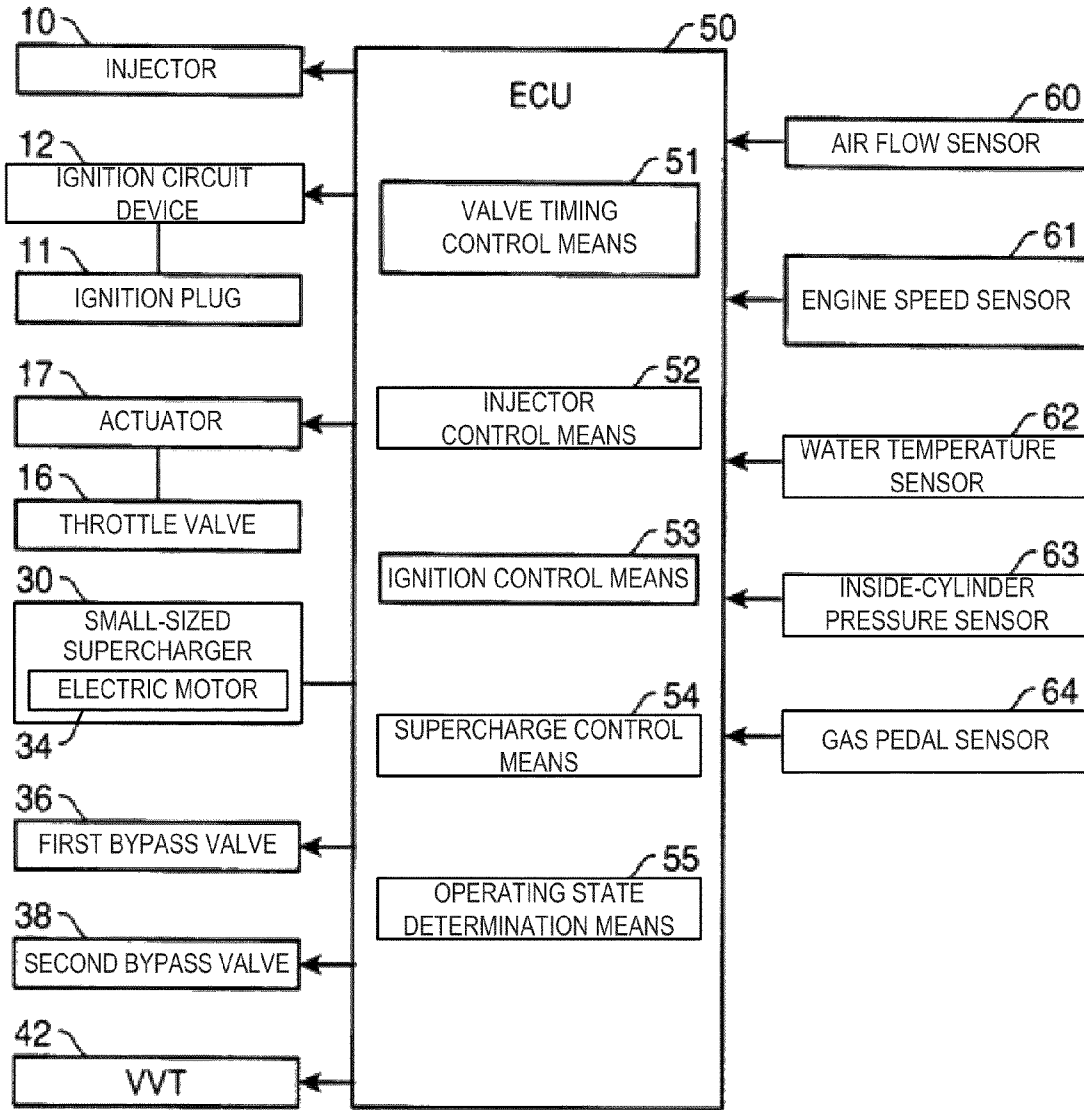 10
INJECTOR
12
IGNITION CIRCUIT
DEVICE
11
IGNITION PLUG
17
ACTUATOR
16
THROTTLE VALVE
30
SMALL-SIZED
SUPERCHARGER
ELECTRIC MOTOR
34
36
FIRST BYPASS VALVE
38
SECOND BYPASS VALVE
42
VVT
50
ECU
51
VALVE TIMING
CONTROL MEANS
52
INJECTOR
CONTROL MEANS
53
IGNITION CONTROL MEANS
54
SUPERCHARGE CONTROL
MEANS
55
OPERATING STATE
DETERMINATION MEANS
60
AIR FLOW SENSOR
61
ENGINE SPEED SENSOR
62
WATER TEMPERATURE
SENSOR
63
INSIDE-CYLINDER
PRESSURE SENSOR
64
GAS PEDAL SENSOR